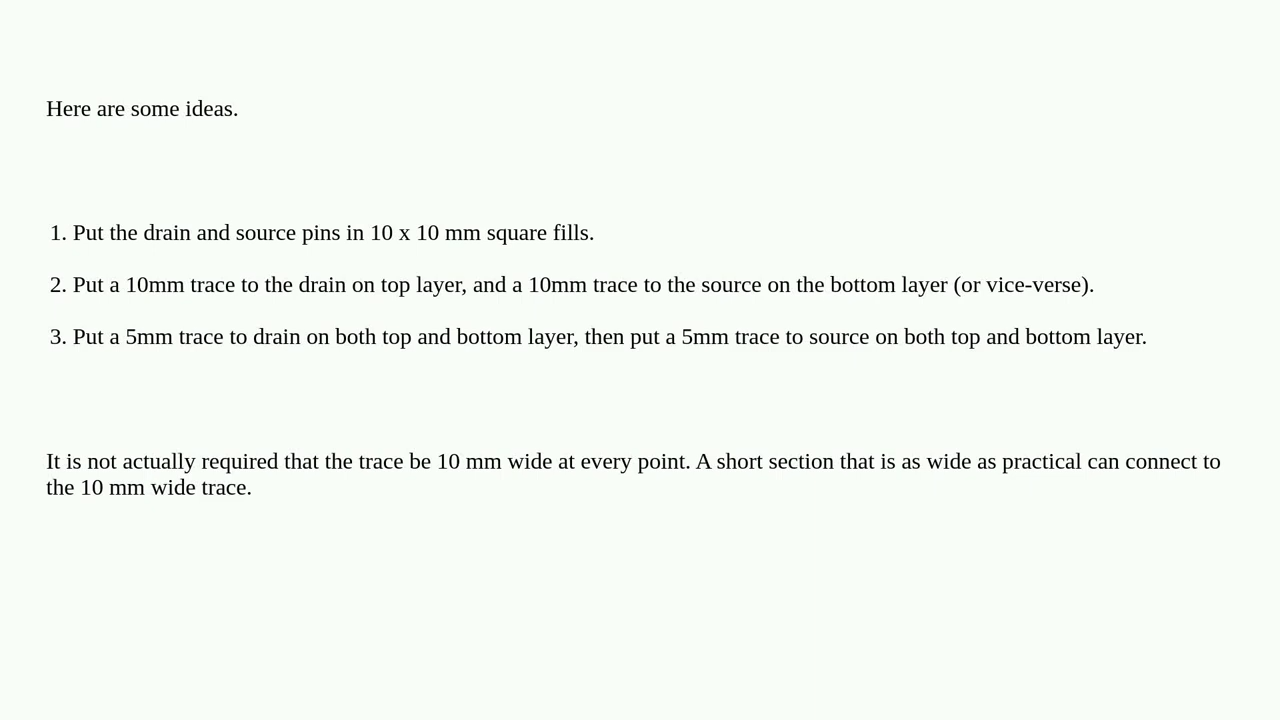 Here are some ideas.
1. Put the drain and source pins in 10 x 10 mm square fills.
2. Put a 10mm trace to the drain on top layer, and a 10mm trace to the source on the bottom layer (or vice-verse).
3. Put a 5mm trace to drain on both top and bottom layer, then put a 5mm trace to source on both top and bottom layer.
It is not actually required that the trace be 10 mm wide at every point. A short section that is as wide as practical can connect to
the 10 mm wide trace.